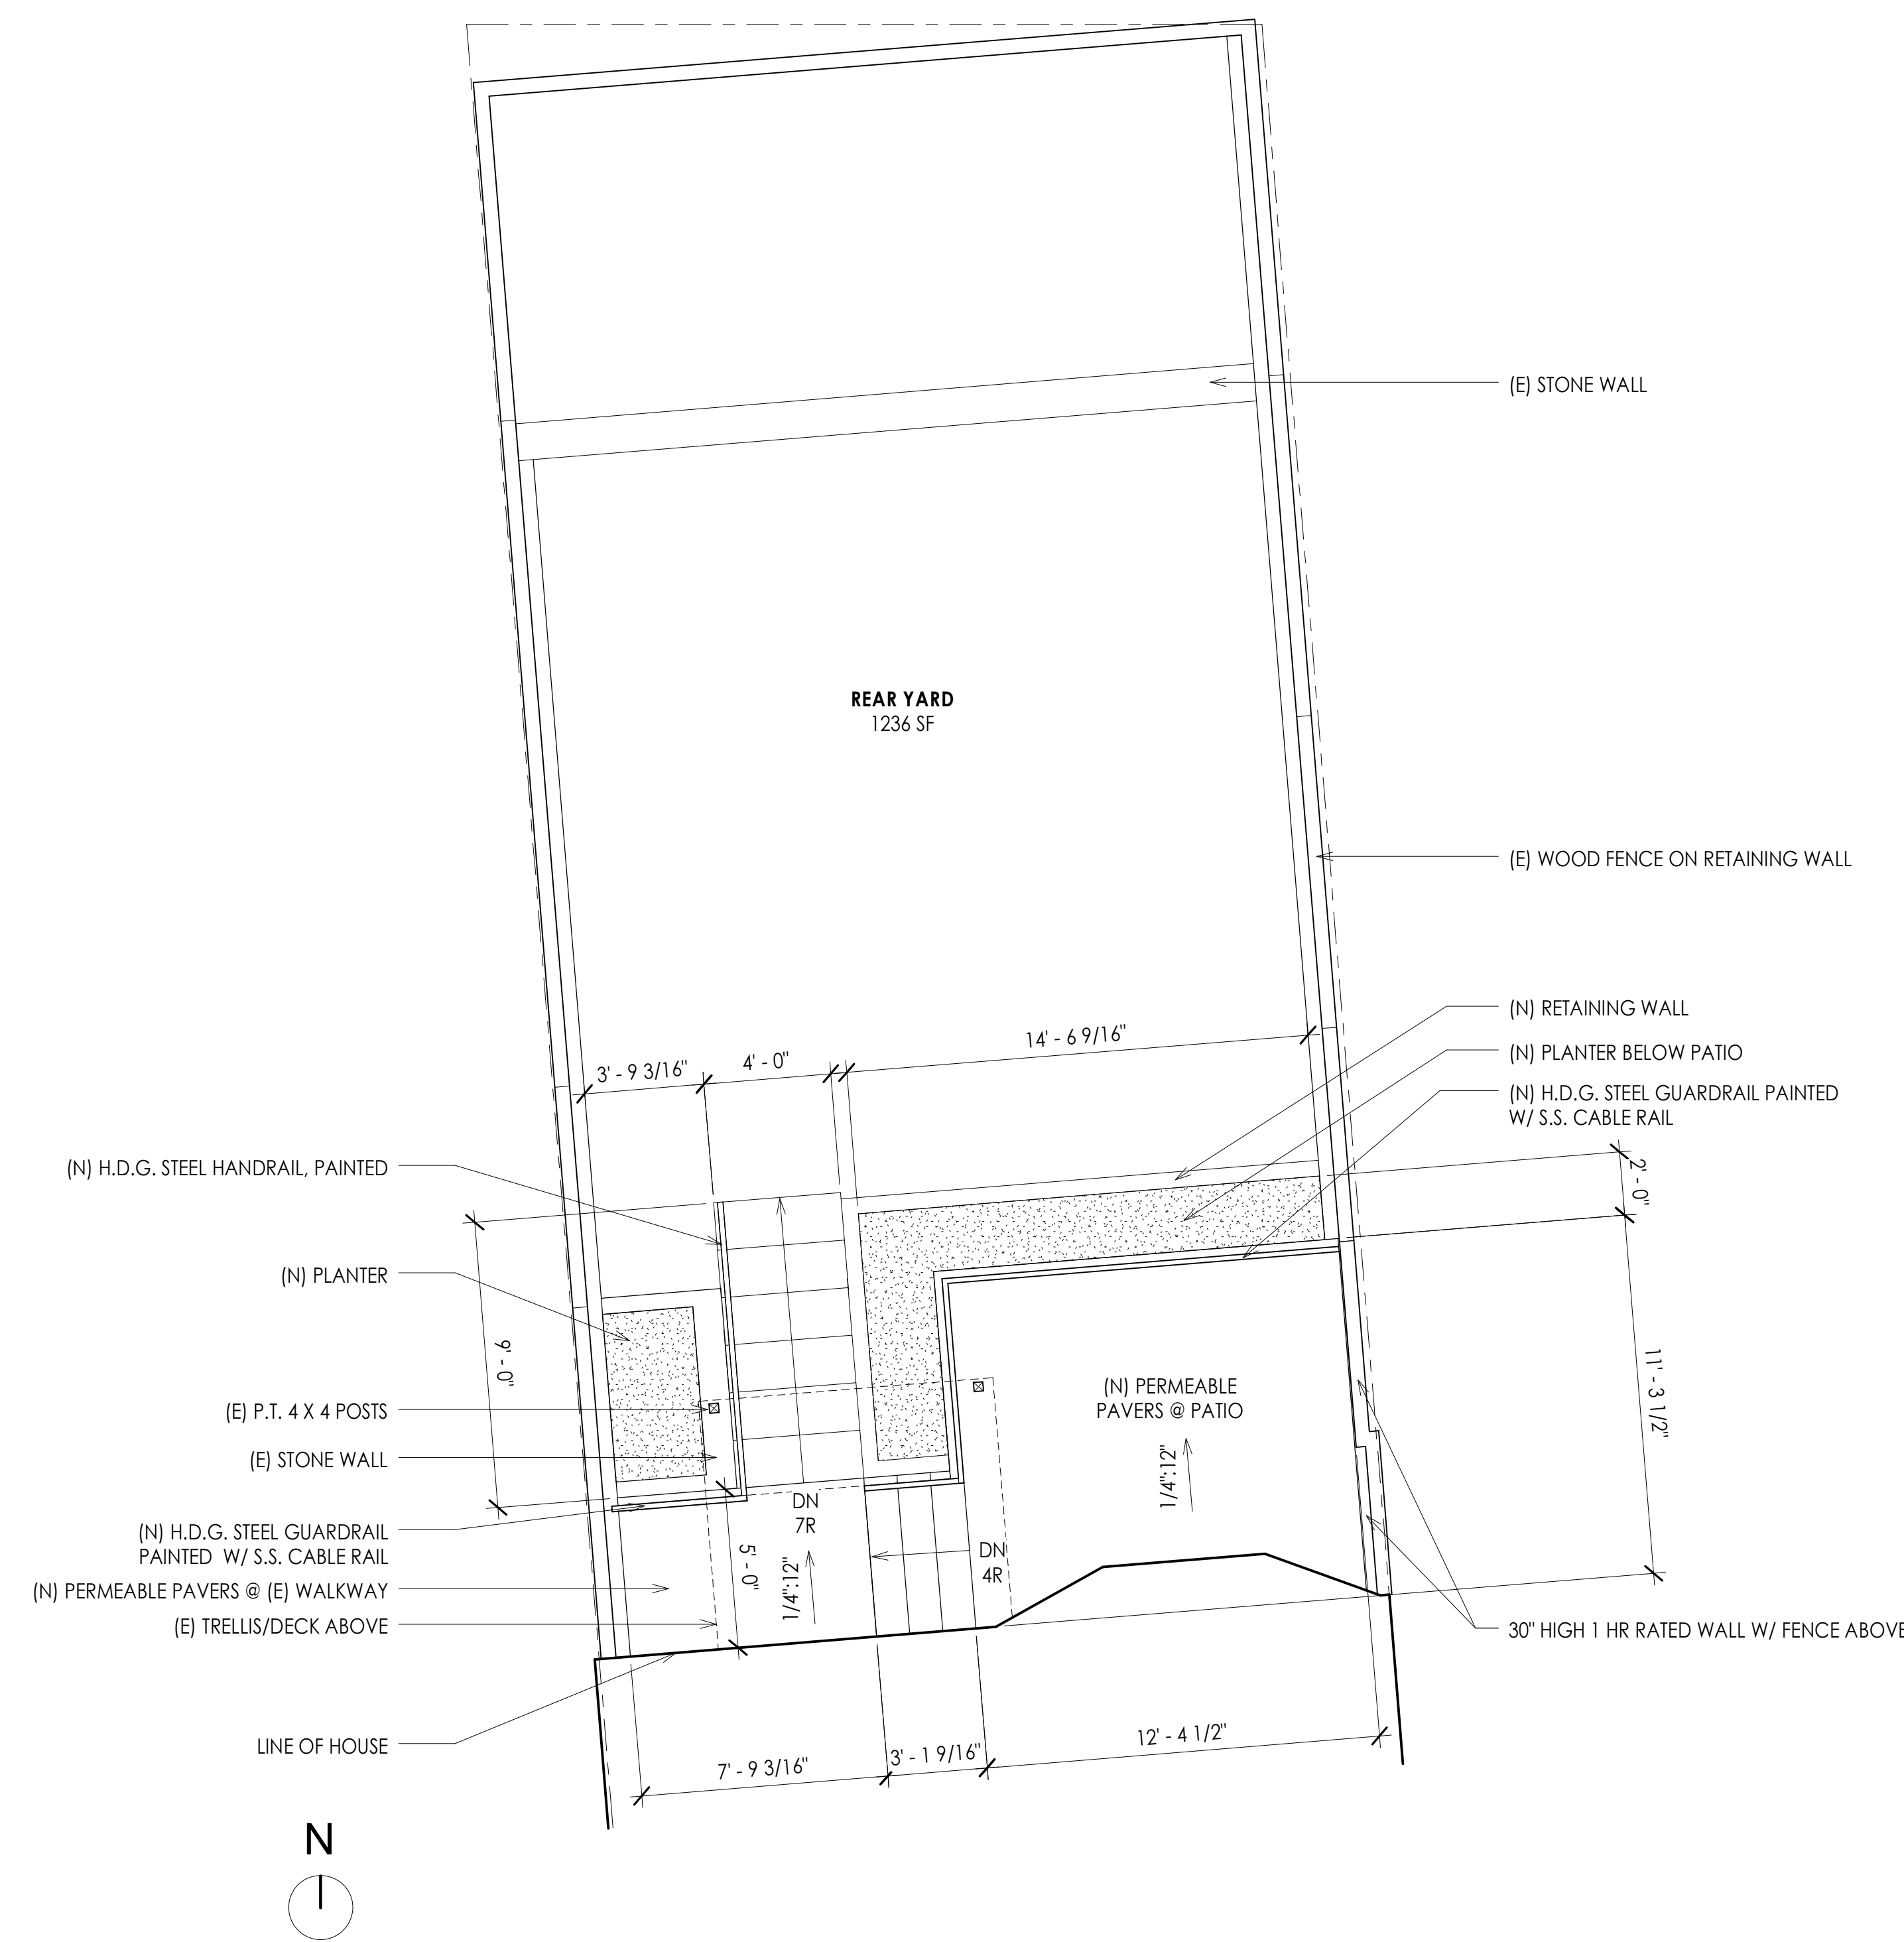 (E) STONE WALL
REAR YARD
1236 SF
(E) WOOD FENCE ON RETAINING WALL
(N) RETAINING WALL
14' - 6 9/16"
4' - 0"
3' - 9 3/16"
(N) PLANTER BELOW PATIO
(N) H.D.G. STEEL GUARDRAIL PAINTED
W/ S.S. CABLE RAIL
(N) H.D.G. STEEL HANDRAIL, PAINTED
2' - 0"
(N) PLANTER
9' - 0"
11' - 3 1/2"
(N) PERMEABLE
PAVERS @ PATIO
(E) P.T. 4 X 4 POSTS
(E) STONE WALL
1/4":12"
DN
7R
(N) H.D.G. STEEL GUARDRAIL
PAINTED W/ S.S. CABLE RAIL
5' - 0"
1/4":12"
DN
4R
(N) PERMEABLE PAVERS @ (E) WALKWAY
(E) TRELLIS/DECK ABOVE
30" HIGH 1 HR RATED WALL W/ FENCE ABOVE
LINE OF HOUSE
7' - 9 3/16"
3' - 1 9/16"
12' - 4 1/2"
N